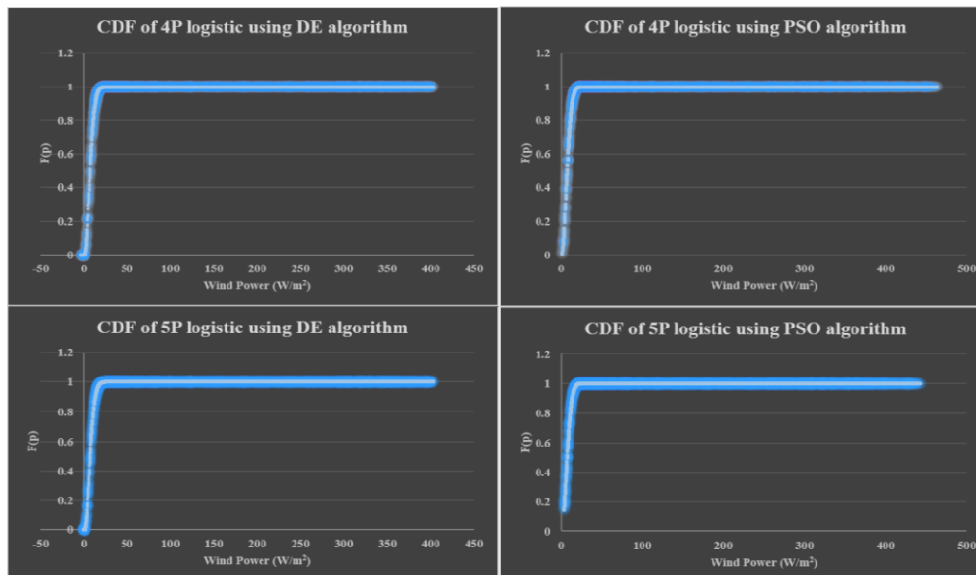 CDF of 4P logistic using DE algorithm
1.2
1
0.8
0.6
0.4
0.2
0
F(p)
-50 0 50 100 150 200 250 300 350 400 450
Wind Power (W/m²)
CDF of 4P logistic using PSO algorithm
1.2
1
0.8
0.6
0.4
0.2
0
F(p)
0 100 200 300 400 500
Wind Power (W/m²)
CDF of 5P logistic using DE algorithm
1.2
1
0.8
0.6
0.4
0.2
0
F(p)
-50 0 50 100 150 200 250 300 350 400 450
Wind Power (W/m²)
CDF of 5P logistic using PSO algorithm
1.2
1
0.8
0.6
0.4
0.2
0
F(p)
0 100 200 300 400 500
Wind Power (W/m²)